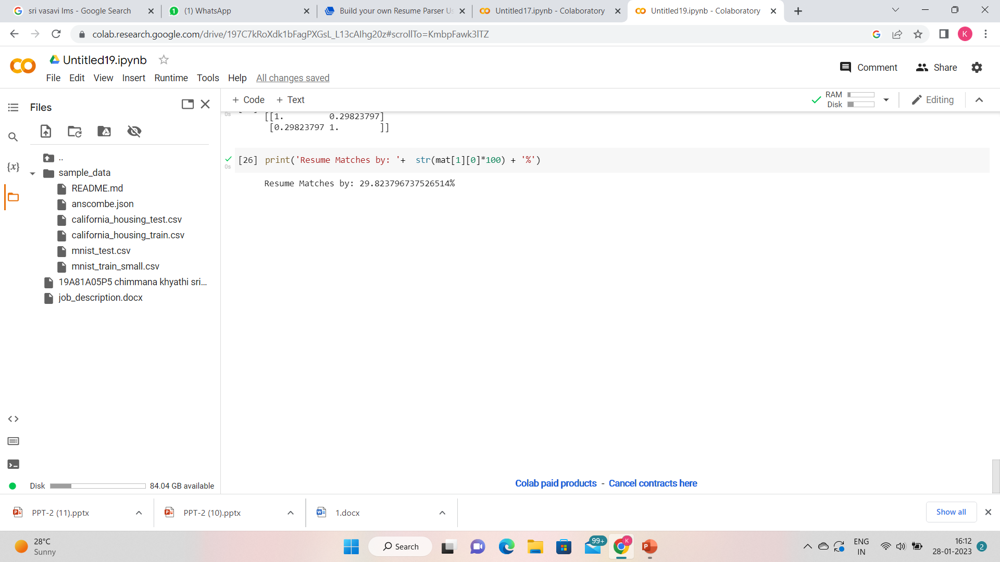 sri vasavi lms - Google Search
(1) WhatsApp
Build your own Resume Parser Us
Untitled17.ipynb - Colaboratory
Untitled19.ipynb - Colaboratory
colab.research.google.com/drive/197C7kRoXdk1bFagPXGsL_L13cAIhg20z#scrollTo=KmbpFawk3lTZ
K
Untitled19.ipynb
File Edit View Insert Runtime Tools Help All changes saved
Comment
Share
Files
+ Code + Text
RAM
Disk
Editing
0s
[[1. 0.29823797]
[0.29823797 1. ]]
[26] print('Resume Matches by: '+ str(mat[1][0]*100) + '%')
0s
Resume Matches by: 29.823796737526514%
{x}
..
sample_data
README.md
anscombe.json
california_housing_test.csv
california_housing_train.csv
mnist_test.csv
mnist_train_small.csv
19A81A05P5 chimmana khyathi sri...
job_description.docx
Disk 84.04 GB available
Colab paid products - Cancel contracts here
PPT-2 (11).pptx
PPT-2 (10).pptx
1.docx
Show all
28°C
Sunny
Search
99+
K
ENG
IN
16:12
28-01-2023
2